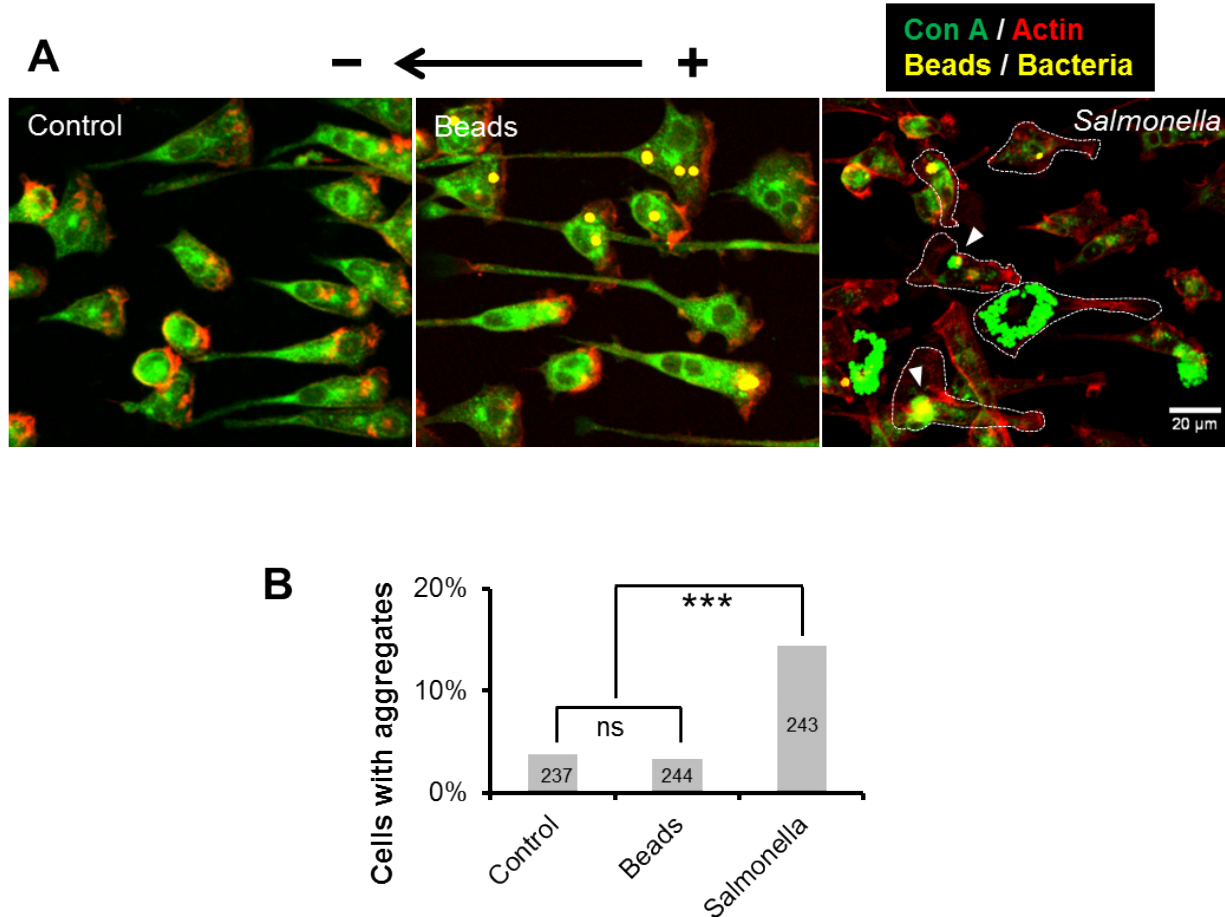 A
− +
Con A / Actin
Beads / Bacteria
Control
Beads
Salmonella
20 µm
B
Cells with aggregates
20%
10%
0%
***
ns
237
244
243
Control
Beads
Salmonella